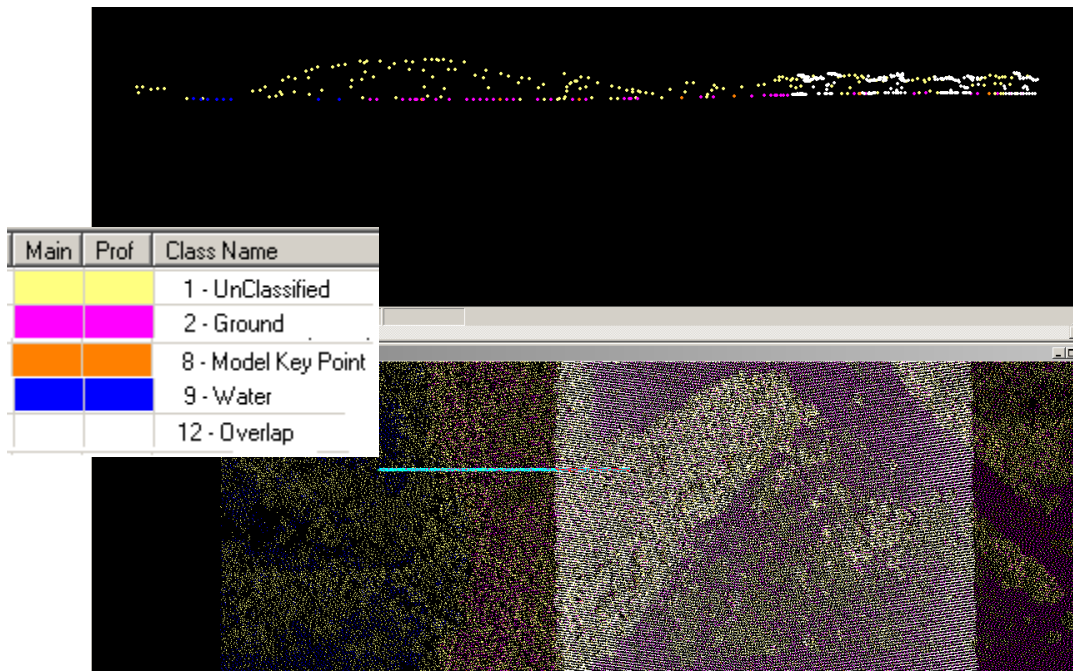 Main Prof Class Name
1 - UnClassified
2 - Ground
8 - Model Key Point
9 - Water
12 - Overlap